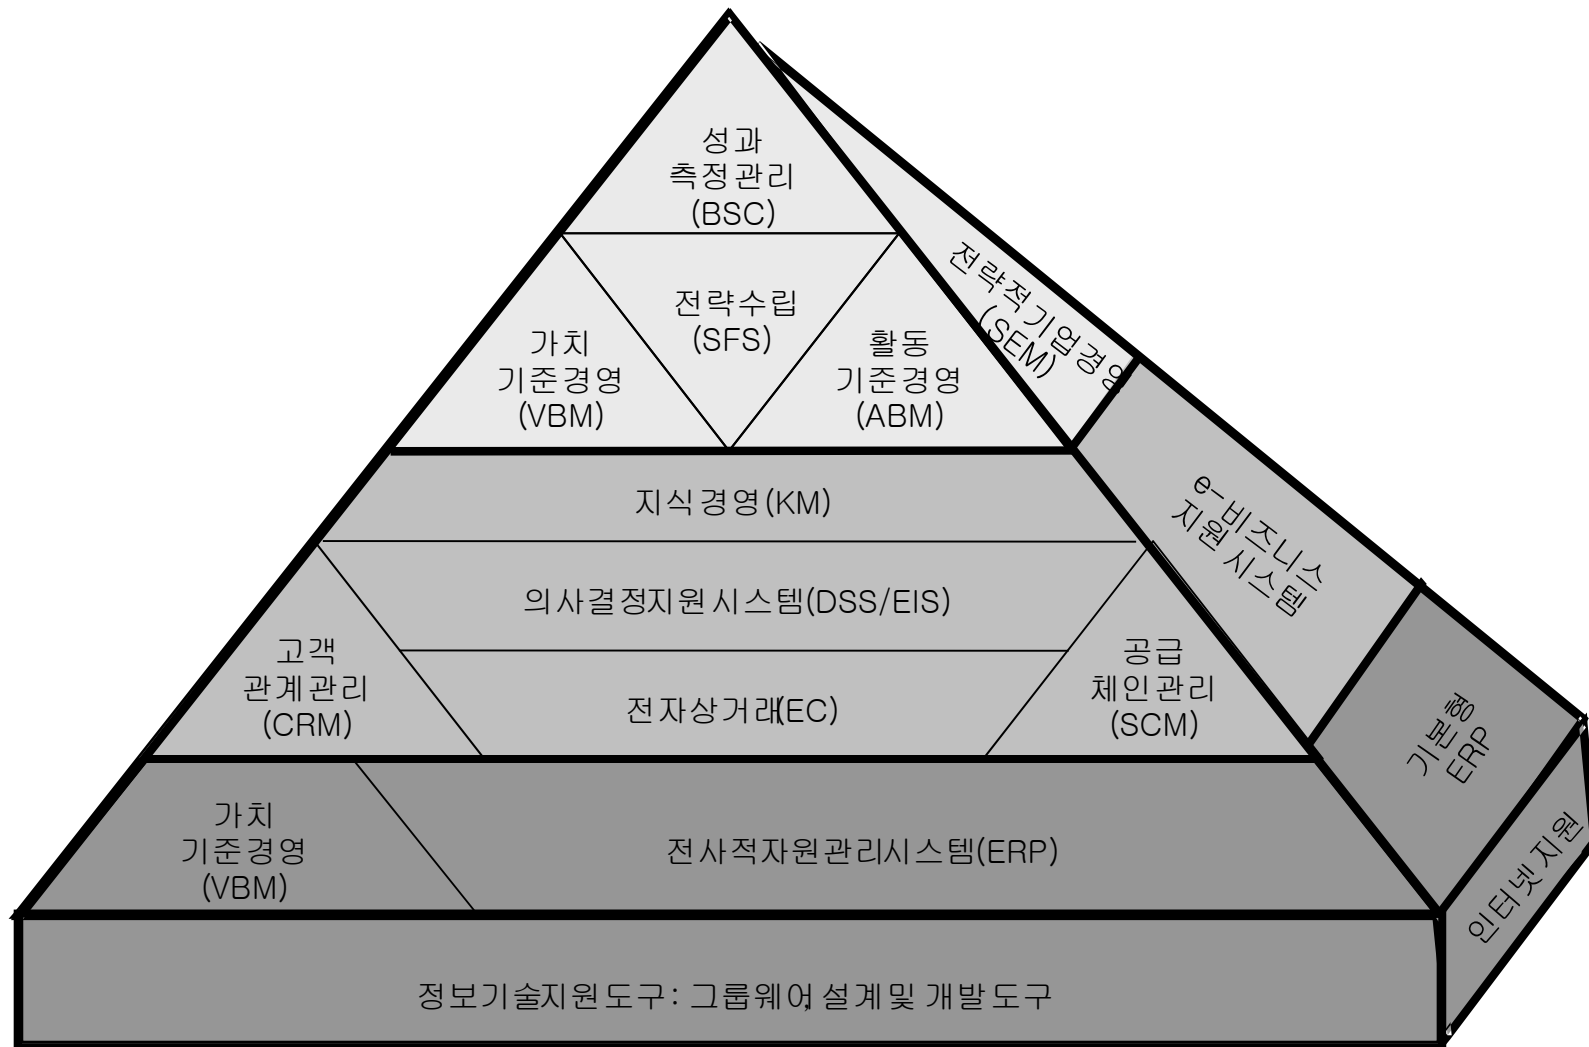 성과
측정관리
(BSC)
전략수립
(SFS)
가치
기준경영
(VBM)
활동
기준경영
(ABM)
전략적기업경영
(SEM)
지식경영(KM)
의사결정지원 시스템(DSS/EIS)
전자상거래(EC)
고객
관계관리
(CRM)
공급
체인관리
(SCM)
e-비즈니스
지원 시스템
가치
기준경영
(VBM)
전사적자원관리시스템(ERP)
기본형
ERP
정보기술지원도구: 그룹웨어, 설계및 개발도구
인터넷 지원